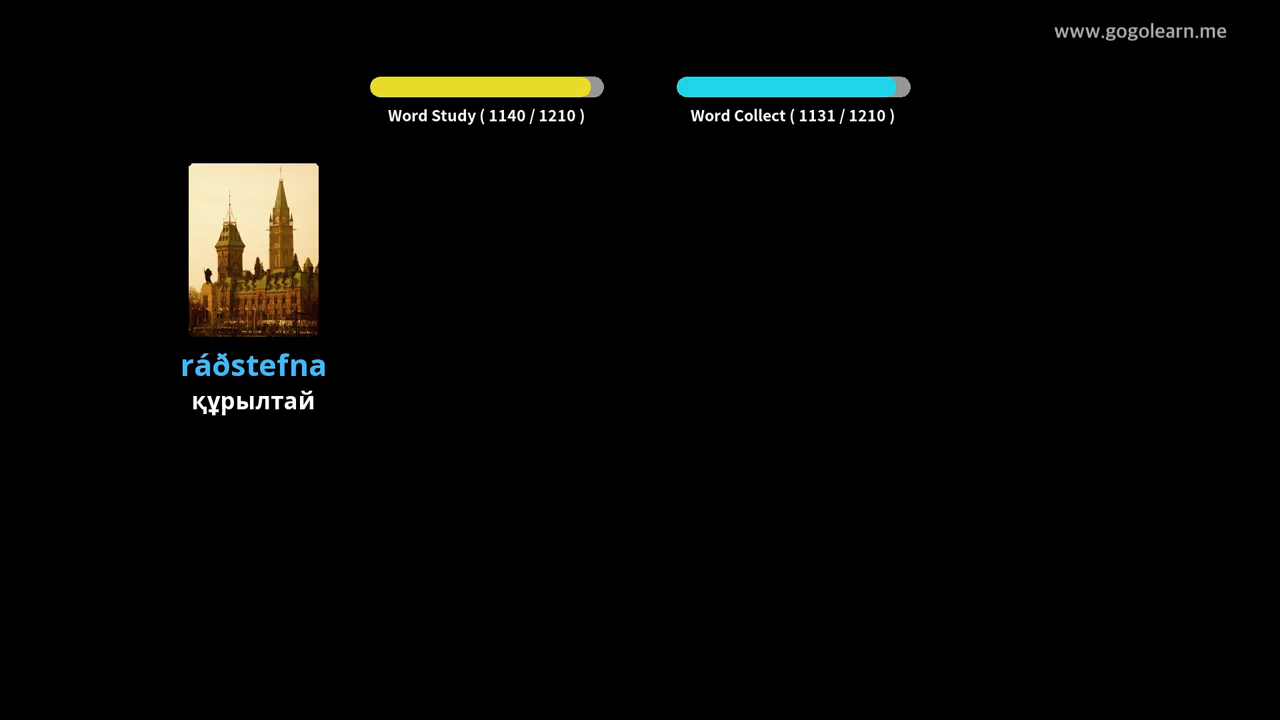 www.gogolearn.me
Word Study ( 1140 / 1210 )
Word Collect ( 1131 / 1210 )
ráðstefna
құрылтай